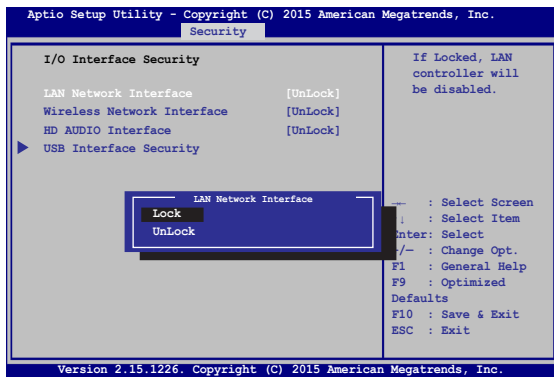 Aptio Setup Utility - Copyright (C) 2015 American Megatrends, Inc.
Security
I/O Interface Security
LAN Network Interface [UnLock]
Wireless Network Interface [UnLock]
HD AUDIO Interface [UnLock]
USB Interface Security
If Locked, LAN
controller will
be disabled.
LAN Network Interface
Lock
UnLock
→← : Select Screen
↓ : Select Item
Enter: Select
/— : Change Opt.
F1 : General Help
F9 : Optimized
Defaults
F10 : Save & Exit
ESC : Exit
Version 2.15.1226. Copyright (C) 2015 American Megatrends, Inc.